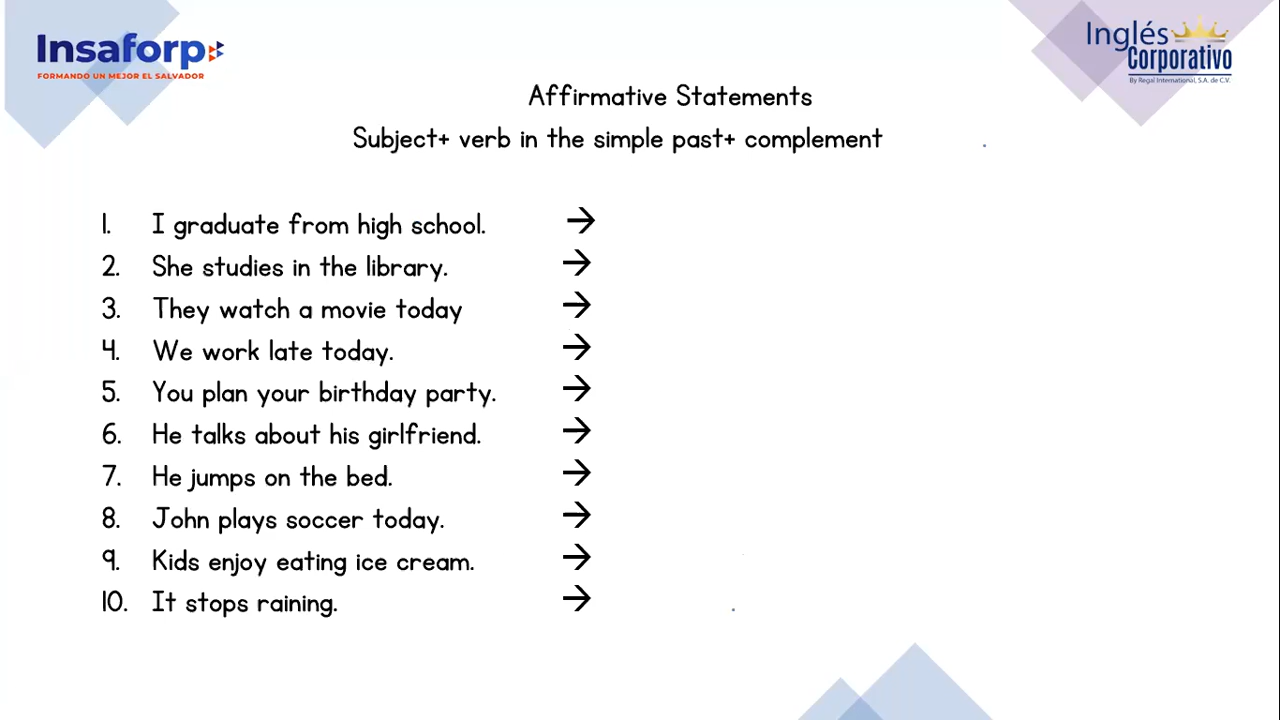 Insaforp
FORMANDO UN MEJOR EL SALVADOR
Inglés
Corporativo
By Regal International, S.A. de C.V.
Affirmative Statements
Subject+ verb in the simple past+ complement
1. I graduate from high school. →
2. She studies in the library. →
3. They watch a movie today →
4. We work late today. →
5. You plan your birthday party. →
6. He talks about his girlfriend. →
7. He jumps on the bed. →
8. John plays soccer today. →
9. Kids enjoy eating ice cream. →
10. It stops raining. →